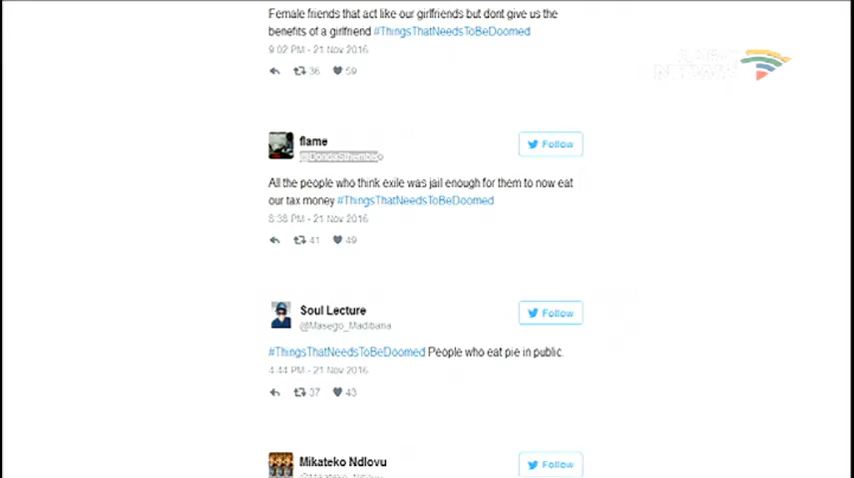 Female friends that act like our girlfriends but dont give us the
benefits of a girlfriend #ThingsThatNeedsToBeDoomed
9:02 PM - 21 Nov 2016
36 59
flame
Follow
All the people who think exile was jail enough for them to now eat
our tax money #ThingsThatNeedsToBeDoomed
8:38 PM - 21 Nov 2016
41 49
Soul Lecture
Follow
@Masego_Madibana
#ThingsThatNeedsToBeDoomed People who eat pie in public.
4:44 PM - 21 Nov 2016
37 43
Mikateko Ndlovu
Follow